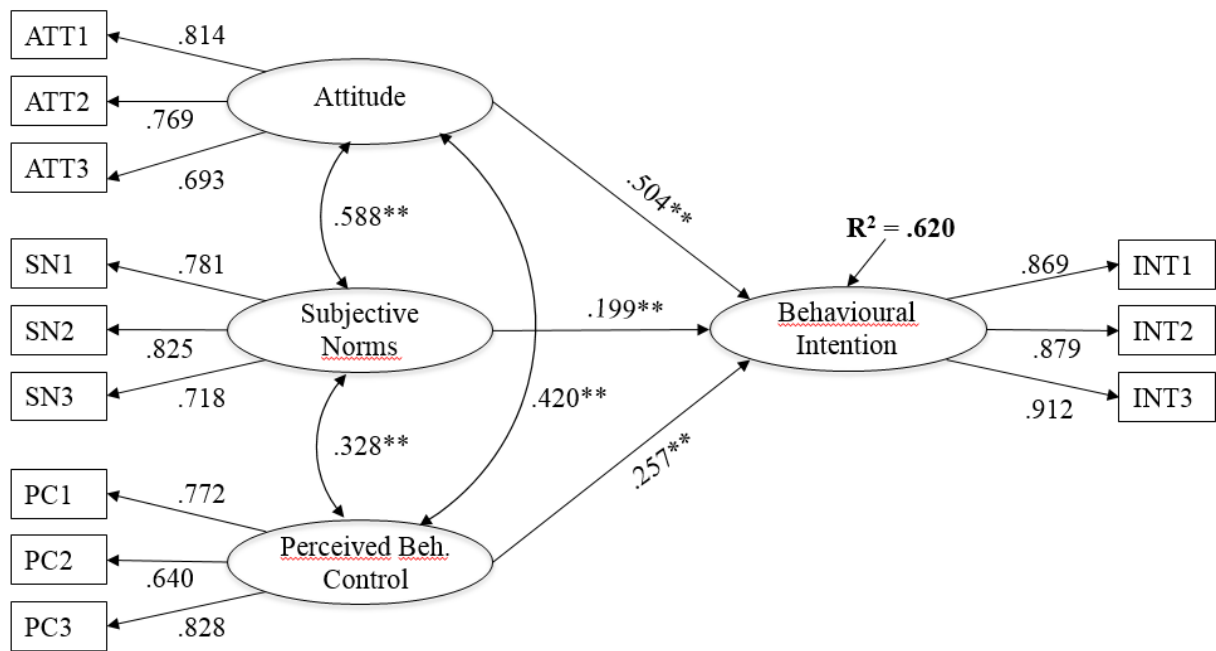 ATT1
.814
ATT2
.769
ATT3
.693
Attitude
.588**
.504**
SN1
.781
SN2
.825
SN3
.718
Subjective
Norms
.199**
.420**
.328**
.257**
PC1
.772
PC2
.640
PC3
.828
Perceived Beh.
Control
R² = .620
Behavioural
Intention
.869
INT1
INT2
.879
INT3
.912